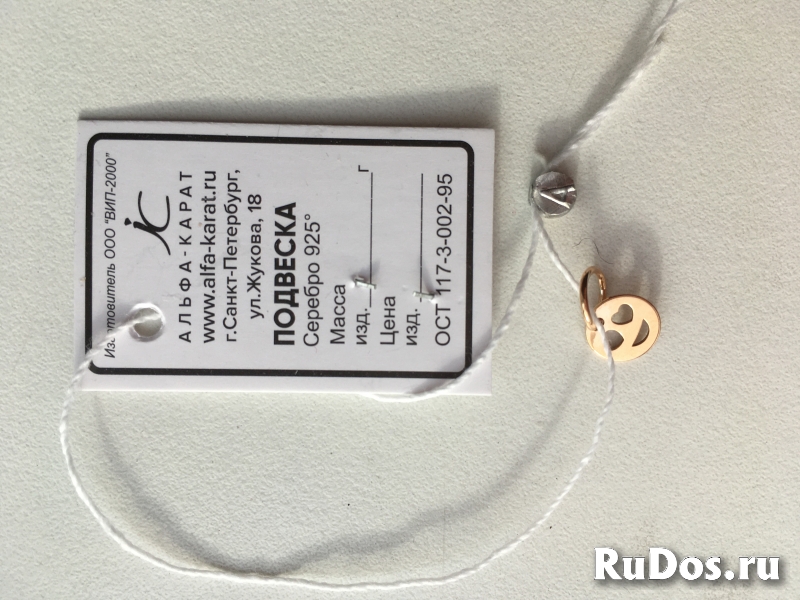 Изготовитель ООО "ВИП-2000"
АЛЬФА-КАРАТ
www.alfa-karat.ru
г.Санкт-Петербург,
ул.Жукова, 18
ПОДВЕСКА
Серебро 925°
Масса
изд. г
Цена
изд.
ОСТ 117-3-002-95
RuDos.ru